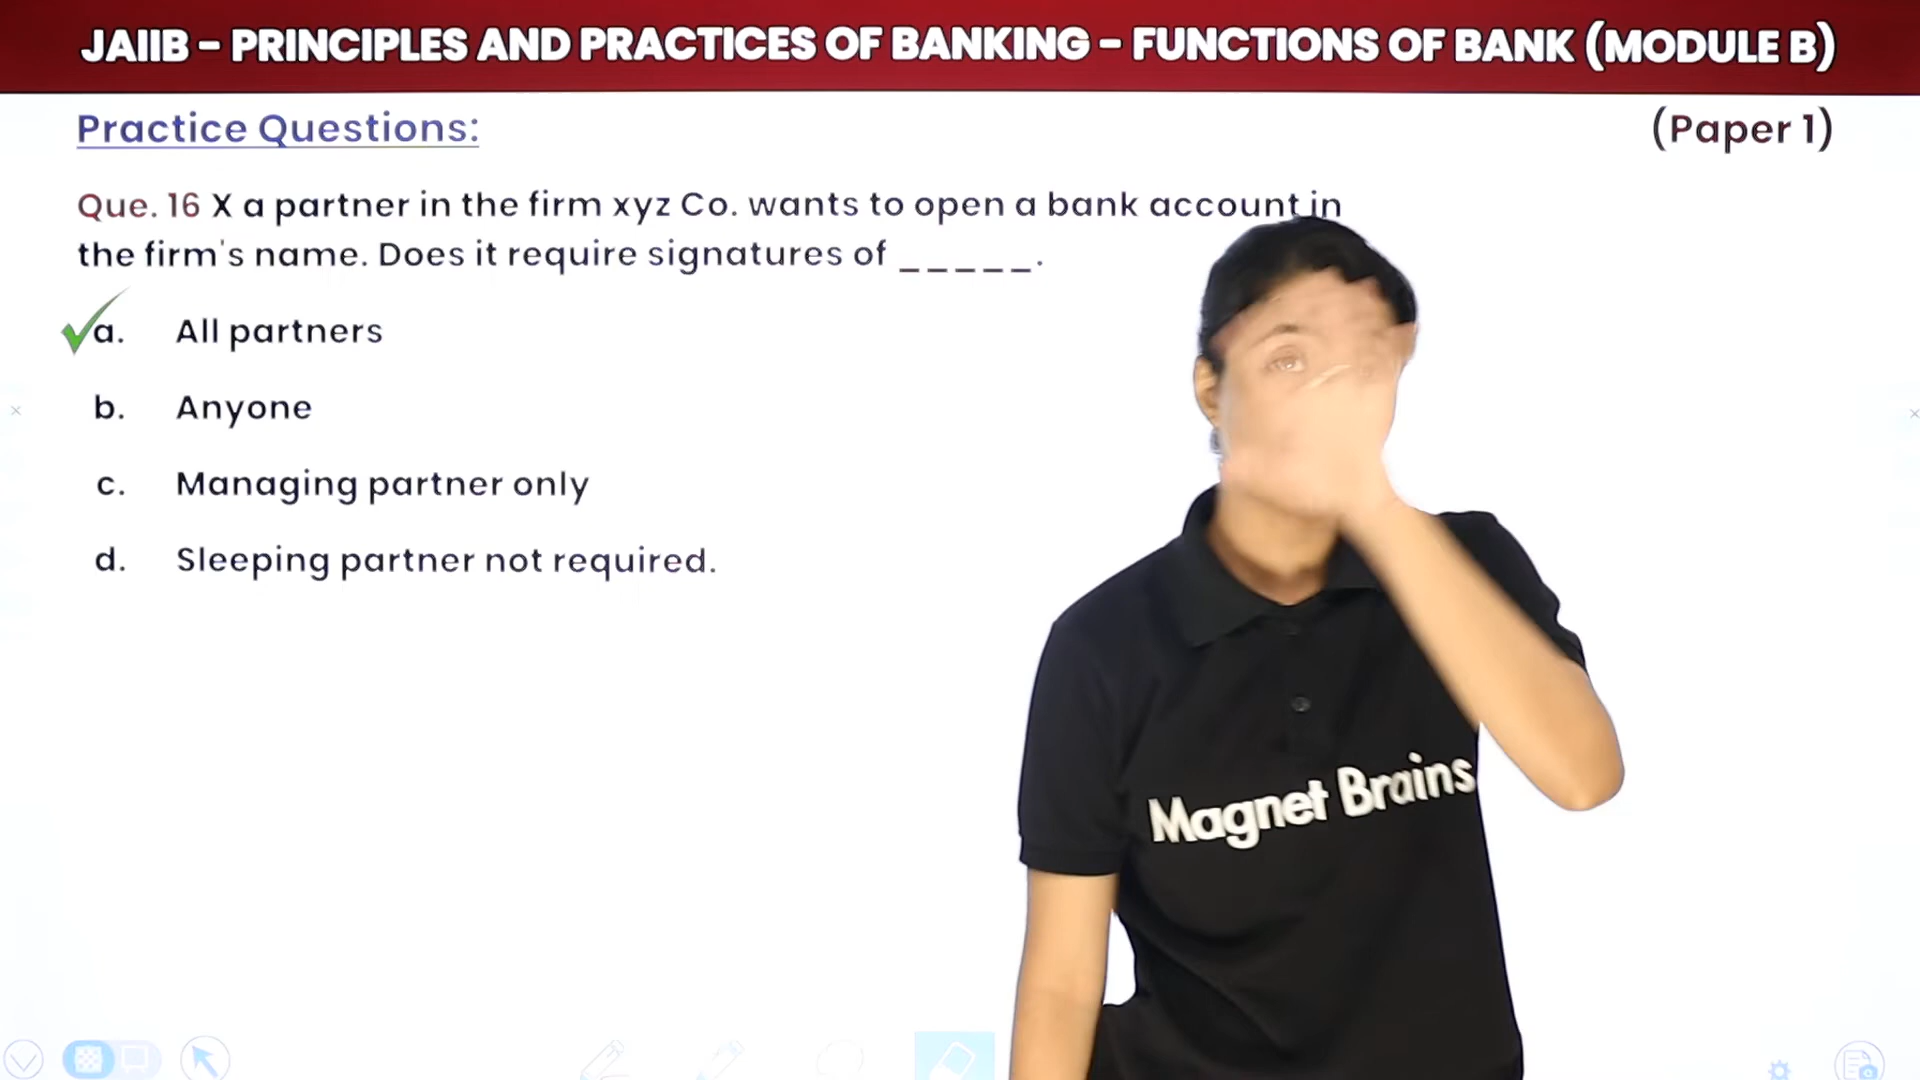 JAIIB - PRINCIPLES AND PRACTICES OF BANKING - FUNCTIONS OF BANK (MODULE B)
Practice Questions:
(Paper 1)
Que. 16 X a partner in the firm xyz Co. wants to open a bank account in
the firm's name. Does it require signatures of _____.
a. All partners
b. Anyone
c. Managing partner only
d. Sleeping partner not required.
Magnet Brains